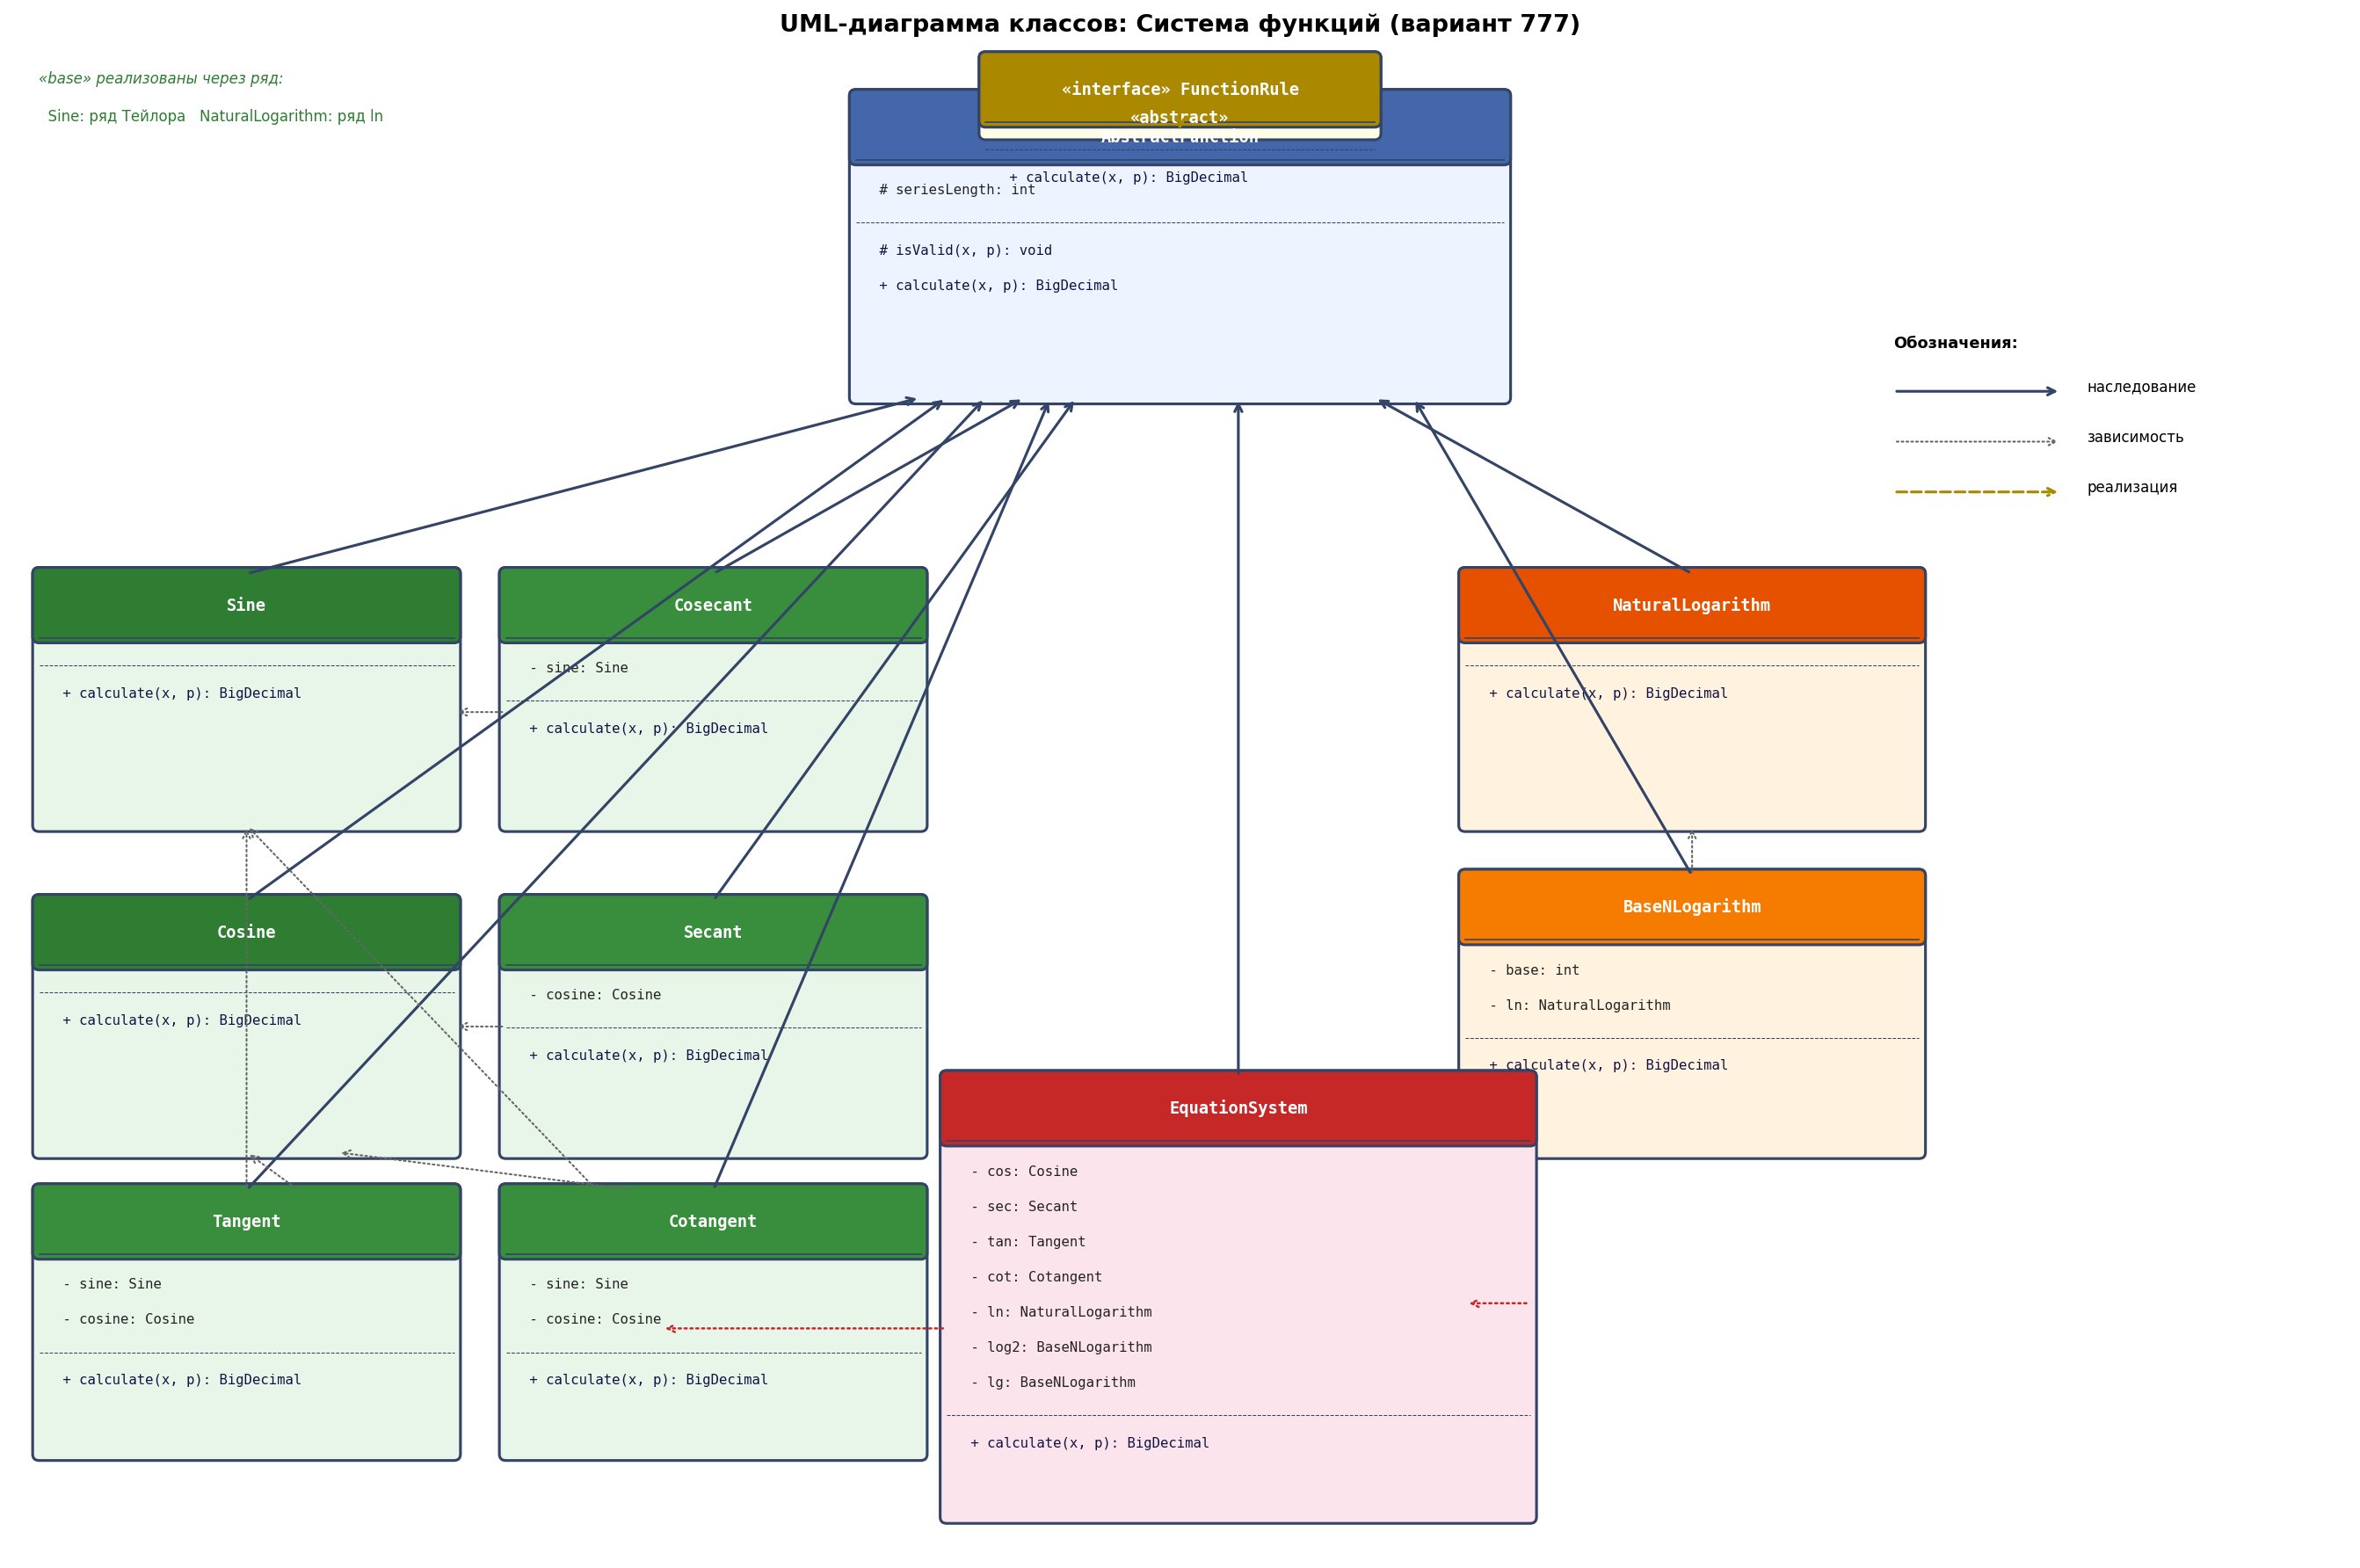 UML-диаграмма классов: Система функций (вариант 777)
«base» реализованы через ряд:
Sine: ряд Тейлора   NaturalLogarithm: ряд ln
«interface» FunctionRule
«abstract»
AbstractFunction
+ calculate(x, p): BigDecimal
# seriesLength: int
# isValid(x, p): void
+ calculate(x, p): BigDecimal
Обозначения:
наследование
зависимость
реализация
Sine
+ calculate(x, p): BigDecimal
Cosecant
- sine: Sine
+ calculate(x, p): BigDecimal
NaturalLogarithm
+ calculate(x, p): BigDecimal
Cosine
+ calculate(x, p): BigDecimal
Secant
- cosine: Cosine
+ calculate(x, p): BigDecimal
BaseNLogarithm
- base: int
- ln: NaturalLogarithm
+ calculate(x, p): BigDecimal
Tangent
- sine: Sine
- cosine: Cosine
+ calculate(x, p): BigDecimal
Cotangent
- sine: Sine
- cosine: Cosine
+ calculate(x, p): BigDecimal
EquationSystem
- cos: Cosine
- sec: Secant
- tan: Tangent
- cot: Cotangent
- ln: NaturalLogarithm
- log2: BaseNLogarithm
- lg: BaseNLogarithm
+ calculate(x, p): BigDecimal